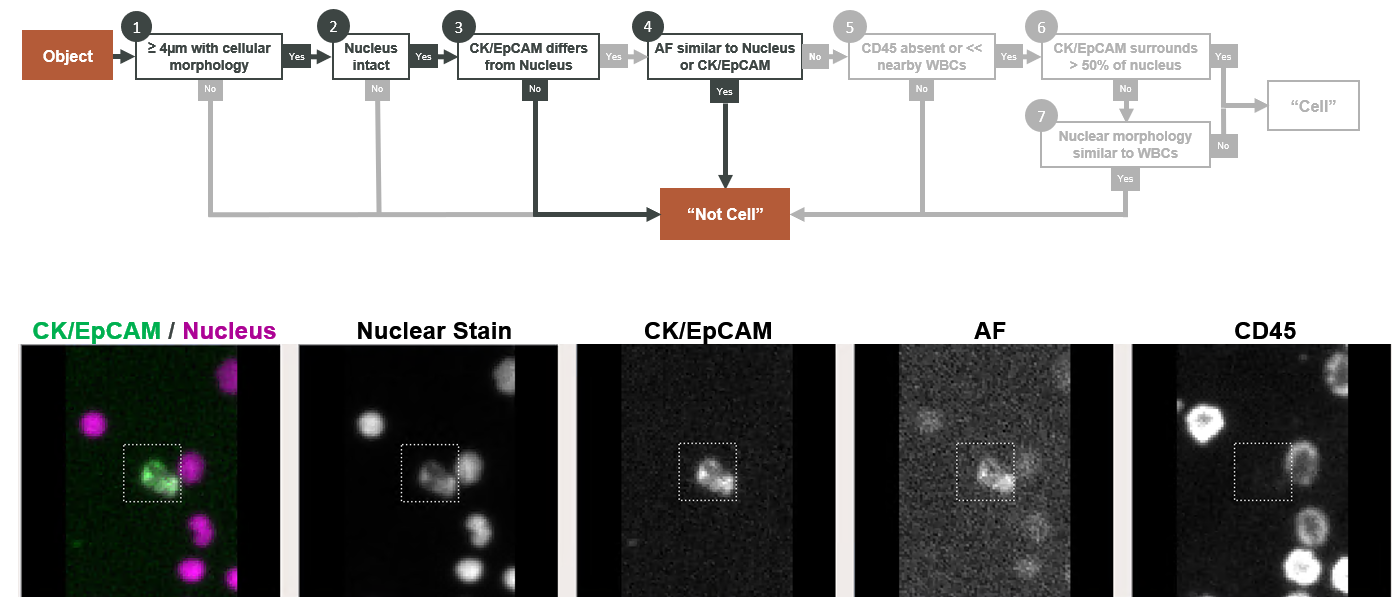 1
2
3
4
5
6
Object
≥ 4μm with cellular
morphology
Yes
Nucleus
intact
Yes
CK/EpCAM differs
from Nucleus
Yes
AF similar to Nucleus
or CK/EpCAM
No
CD45 absent or <<
nearby WBCs
Yes
CK/EpCAM surrounds
> 50% of nucleus
Yes
No
No
No
Yes
No
No
“Cell”
7
Nuclear morphology
similar to WBCs
No
Yes
“Not Cell”
CK/EpCAM / Nucleus
Nuclear Stain
CK/EpCAM
AF
CD45